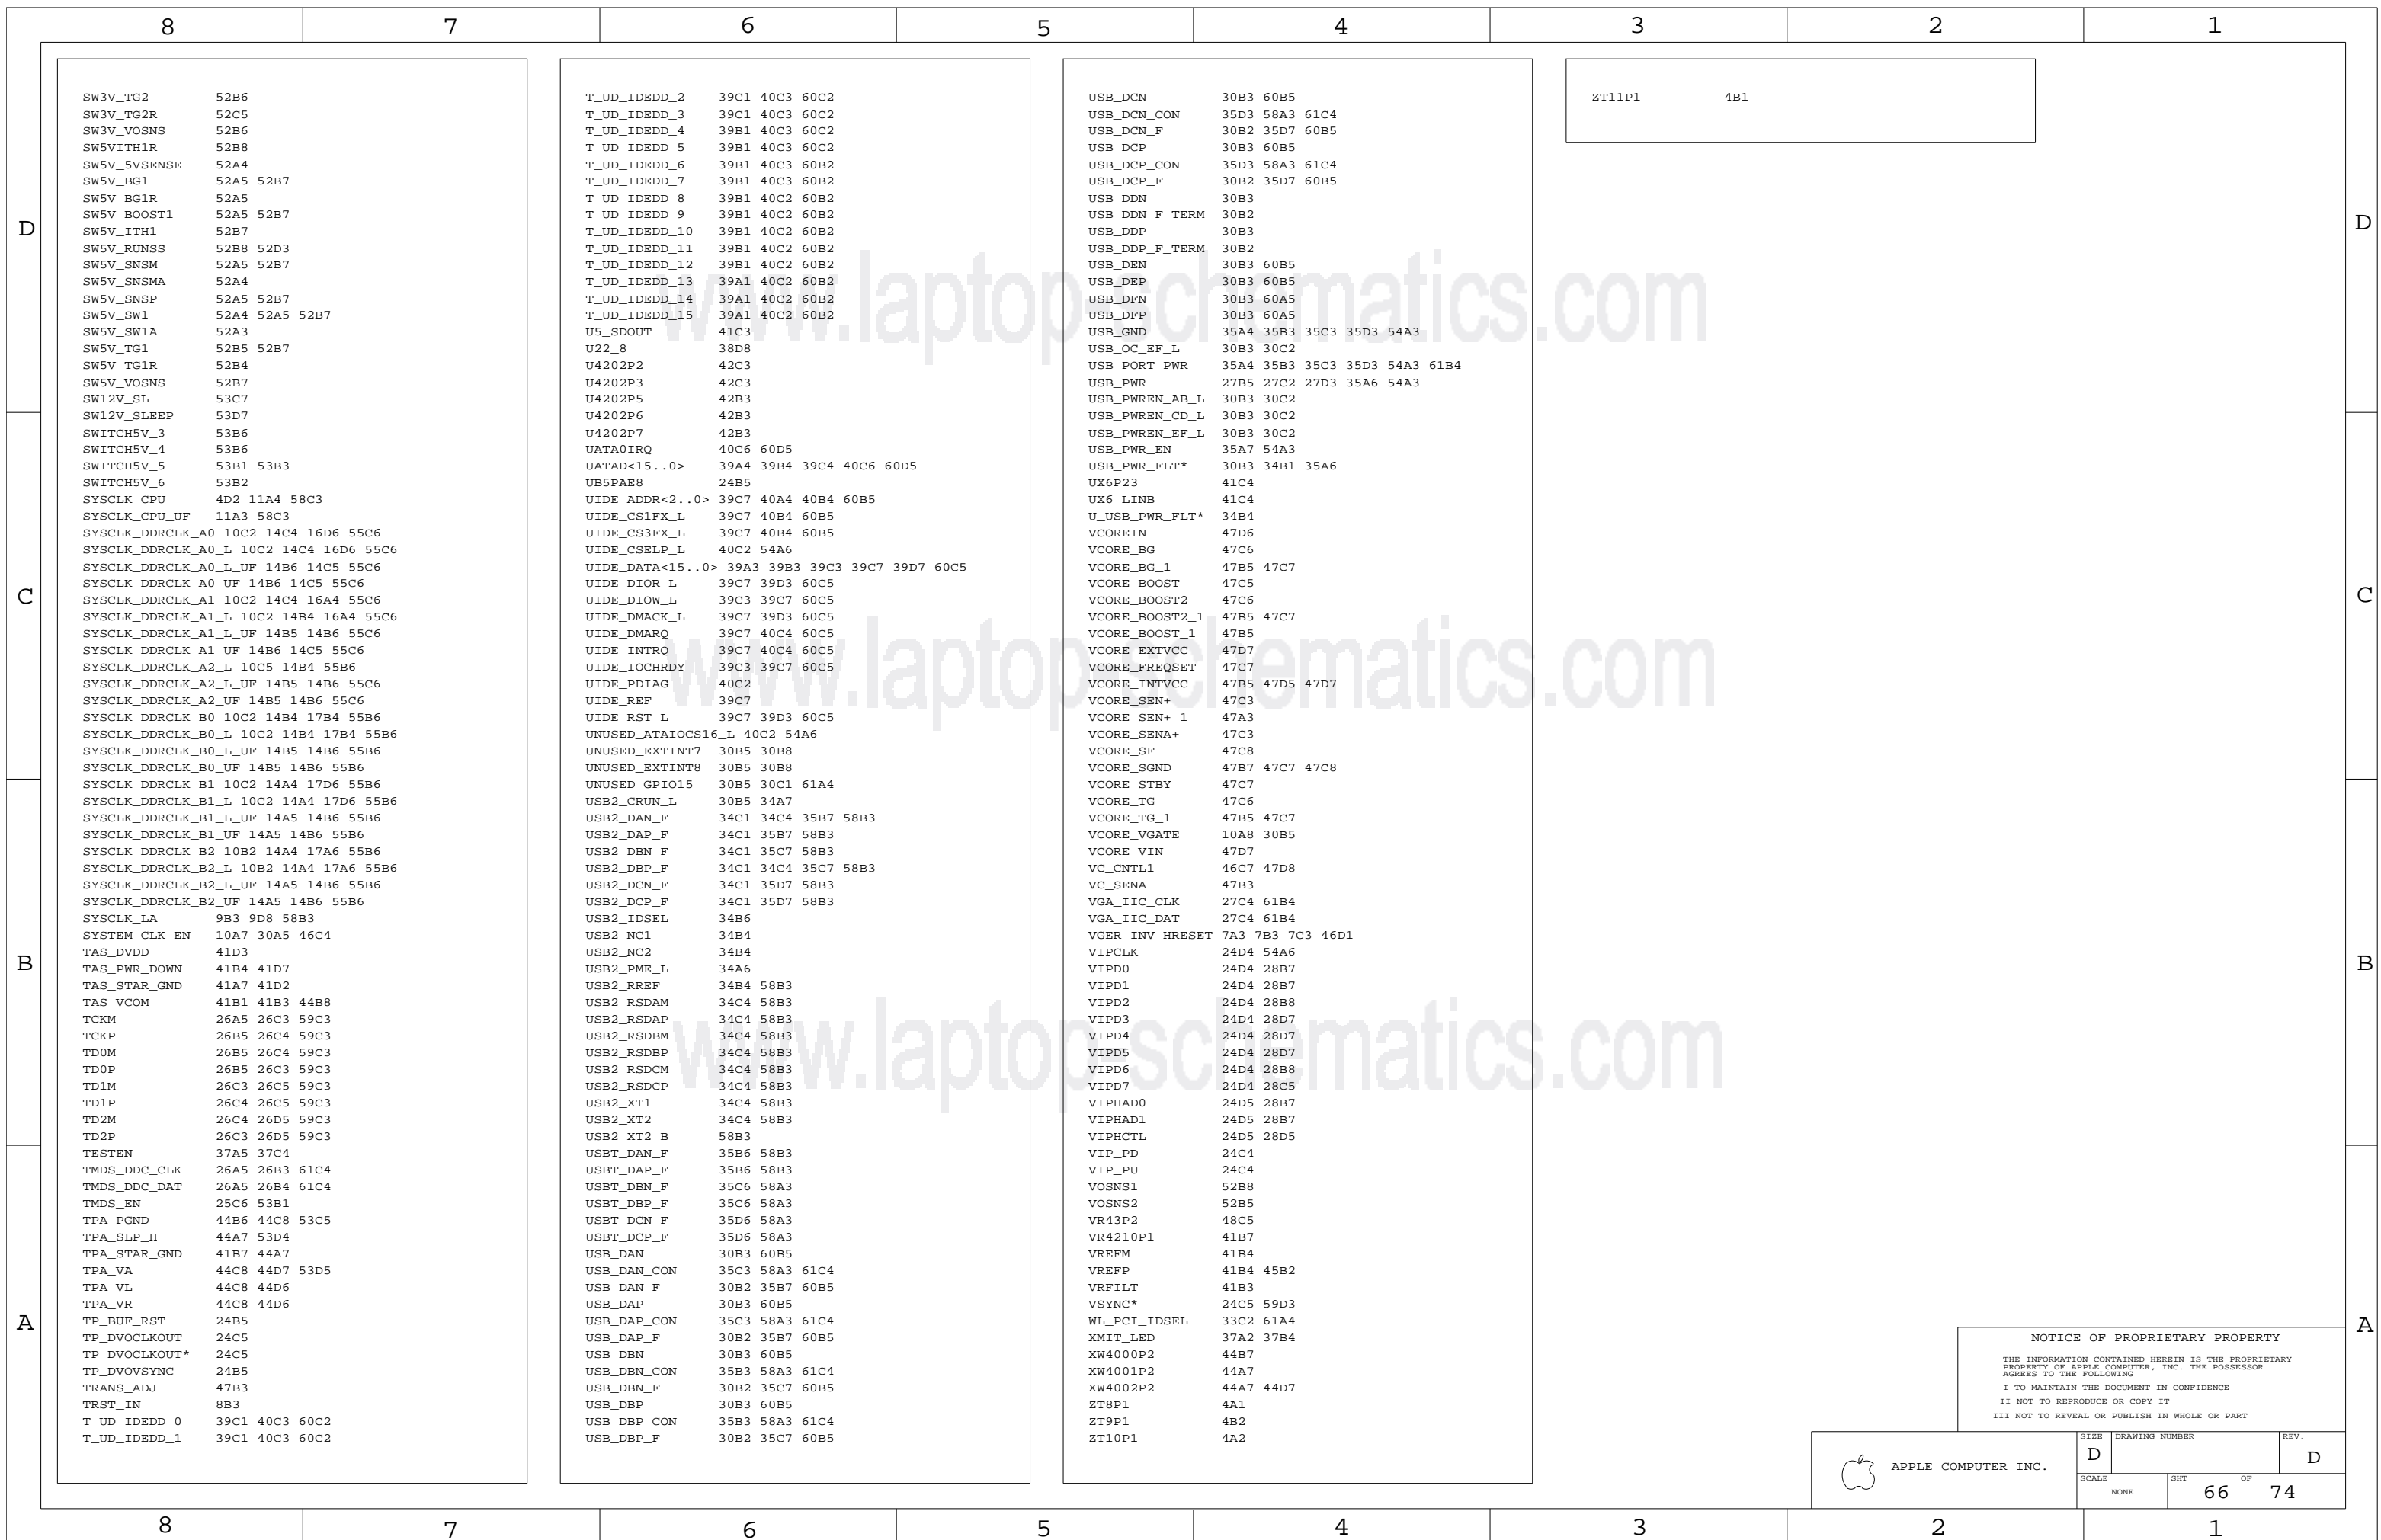 8 7 6 5 4 3 2 1
D
C
B
A
SW3V_TG2 52B6
SW3V_TG2R 52C5
SW3V_VOSNS 52B6
SW5VITH1R 52B8
SW5V_5VSENSE 52A4
SW5V_BG1 52A5 52B7
SW5V_BG1R 52A5
SW5V_BOOST1 52A5 52B7
SW5V_ITH1 52B7
SW5V_RUNSS 52B8 52D3
SW5V_SNSM 52A5 52B7
SW5V_SNSMA 52A4
SW5V_SNSP 52A5 52B7
SW5V_SW1 52A4 52A5 52B7
SW5V_SW1A 52A3
SW5V_TG1 52B5 52B7
SW5V_TG1R 52B4
SW5V_VOSNS 52B7
SW12V_SL 53C7
SW12V_SLEEP 53D7
SWITCH5V_3 53B6
SWITCH5V_4 53B6
SWITCH5V_5 53B1 53B3
SWITCH5V_6 53B2
SYSCLK_CPU 4D2 11A4 58C3
SYSCLK_CPU_UF 11A3 58C3
SYSCLK_DDRCLK_A0 10C2 14C4 16D6 55C6
SYSCLK_DDRCLK_A0_L 10C2 14C4 16D6 55C6
SYSCLK_DDRCLK_A0_L_UF 14B6 14C5 55C6
SYSCLK_DDRCLK_A0_UF 14B6 14C5 55C6
SYSCLK_DDRCLK_A1 10C2 14C4 16A4 55C6
SYSCLK_DDRCLK_A1_L 10C2 14B4 16A4 55C6
SYSCLK_DDRCLK_A1_L_UF 14B5 14B6 55C6
SYSCLK_DDRCLK_A1_UF 14B6 14C5 55C6
SYSCLK_DDRCLK_A2_L 10C5 14B4 55B6
SYSCLK_DDRCLK_A2_L_UF 14B5 14B6 55C6
SYSCLK_DDRCLK_A2_UF 14B5 14B6 55C6
SYSCLK_DDRCLK_B0 10C2 14B4 17B4 55B6
SYSCLK_DDRCLK_B0_L 10C2 14B4 17B4 55B6
SYSCLK_DDRCLK_B0_L_UF 14B5 14B6 55B6
SYSCLK_DDRCLK_B0_UF 14B5 14B6 55B6
SYSCLK_DDRCLK_B1 10C2 14A4 17D6 55B6
SYSCLK_DDRCLK_B1_L 10C2 14A4 17D6 55B6
SYSCLK_DDRCLK_B1_L_UF 14A5 14B6 55B6
SYSCLK_DDRCLK_B1_UF 14A5 14B6 55B6
SYSCLK_DDRCLK_B2 10B2 14A4 17A6 55B6
SYSCLK_DDRCLK_B2_L 10B2 14A4 17A6 55B6
SYSCLK_DDRCLK_B2_L_UF 14A5 14B6 55B6
SYSCLK_DDRCLK_B2_UF 14A5 14B6 55B6
SYSCLK_LA 9B3 9D8 58B3
SYSTEM_CLK_EN 10A7 30A5 46C4
TAS_DVDD 41D3
TAS_PWR_DOWN 41B4 41D7
TAS_STAR_GND 41A7 41D2
TAS_VCOM 41B1 41B3 44B8
TCKM 26A5 26C3 59C3
TCKP 26B5 26C4 59C3
TD0M 26B5 26C4 59C3
TD0P 26B5 26C3 59C3
TD1M 26C3 26C5 59C3
TD1P 26C4 26C5 59C3
TD2M 26C4 26D5 59C3
TD2P 26C3 26D5 59C3
TESTEN 37A5 37C4
TMDS_DDC_CLK 26A5 26B3 61C4
TMDS_DDC_DAT 26A5 26B4 61C4
TMDS_EN 25C6 53B1
TPA_PGND 44B6 44C8 53C5
TPA_SLP_H 44A7 53D4
TPA_STAR_GND 41B7 44A7
TPA_VA 44C8 44D7 53D5
TPA_VL 44C8 44D6
TPA_VR 44C8 44D6
TP_BUF_RST 24B5
TP_DVOCLKOUT 24C5
TP_DVOCLKOUT* 24C5
TP_DVOVSYNC 24B5
TRANS_ADJ 47B3
TRST_IN 8B3
T_UD_IDEDD_0 39C1 40C3 60C2
T_UD_IDEDD_1 39C1 40C3 60C2
T_UD_IDEDD_2 39C1 40C3 60C2
T_UD_IDEDD_3 39C1 40C3 60C2
T_UD_IDEDD_4 39B1 40C3 60C2
T_UD_IDEDD_5 39B1 40C3 60C2
T_UD_IDEDD_6 39B1 40C3 60B2
T_UD_IDEDD_7 39B1 40C3 60B2
T_UD_IDEDD_8 39B1 40C2 60B2
T_UD_IDEDD_9 39B1 40C2 60B2
T_UD_IDEDD_10 39B1 40C2 60B2
T_UD_IDEDD_11 39B1 40C2 60B2
T_UD_IDEDD_12 39B1 40C2 60B2
T_UD_IDEDD_13 39A1 40C2 60B2
T_UD_IDEDD_14 39A1 40C2 60B2
T_UD_IDEDD_15 39A1 40C2 60B2
U5_SDOUT 41C3
U22_8 38D8
U4202P2 42C3
U4202P3 42C3
U4202P5 42B3
U4202P6 42B3
U4202P7 42B3
UATA0IRQ 40C6 60D5
UATAD<15..0> 39A4 39B4 39C4 40C6 60D5
UB5PAE8 24B5
UIDE_ADDR<2..0> 39C7 40A4 40B4 60B5
UIDE_CS1FX_L 39C7 40B4 60B5
UIDE_CS3FX_L 39C7 40B4 60B5
UIDE_CSELP_L 40C2 54A6
UIDE_DATA<15..0> 39A3 39B3 39C3 39C7 39D7 60C5
UIDE_DIOR_L 39C7 39D3 60C5
UIDE_DIOW_L 39C3 39C7 60C5
UIDE_DMACK_L 39C7 39D3 60C5
UIDE_DMARQ 39C7 40C4 60C5
UIDE_INTRQ 39C7 40C4 60C5
UIDE_IOCHRDY 39C3 39C7 60C5
UIDE_PDIAG 40C2
UIDE_REF 39C7
UIDE_RST_L 39C7 39D3 60C5
UNUSED_ATAIOCS16_L 40C2 54A6
UNUSED_EXTINT7 30B5 30B8
UNUSED_EXTINT8 30B5 30B8
UNUSED_GPIO15 30B5 30C1 61A4
USB2_CRUN_L 30B5 34A7
USB2_DAN_F 34C1 34C4 35B7 58B3
USB2_DAP_F 34C1 35B7 58B3
USB2_DBN_F 34C1 35C7 58B3
USB2_DBP_F 34C1 34C4 35C7 58B3
USB2_DCN_F 34C1 35D7 58B3
USB2_DCP_F 34C1 35D7 58B3
USB2_IDSEL 34B6
USB2_NC1 34B4
USB2_NC2 34B4
USB2_PME_L 34A6
USB2_RREF 34B4 58B3
USB2_RSDAM 34C4 58B3
USB2_RSDAP 34C4 58B3
USB2_RSDBM 34C4 58B3
USB2_RSDBP 34C4 58B3
USB2_RSDCM 34C4 58B3
USB2_RSDCP 34C4 58B3
USB2_XT1 34C4 58B3
USB2_XT2 34C4 58B3
USB2_XT2_B 58B3
USBT_DAN_F 35B6 58B3
USBT_DAP_F 35B6 58B3
USBT_DBN_F 35C6 58A3
USBT_DBP_F 35C6 58A3
USBT_DCN_F 35D6 58A3
USBT_DCP_F 35D6 58A3
USB_DAN 30B3 60B5
USB_DAN_CON 35C3 58A3 61C4
USB_DAN_F 30B2 35B7 60B5
USB_DAP 30B3 60B5
USB_DAP_CON 35C3 58A3 61C4
USB_DAP_F 30B2 35B7 60B5
USB_DBN 30B3 60B5
USB_DBN_CON 35B3 58A3 61C4
USB_DBN_F 30B2 35C7 60B5
USB_DBP 30B3 60B5
USB_DBP_CON 35B3 58A3 61C4
USB_DBP_F 30B2 35C7 60B5
USB_DCN 30B3 60B5
USB_DCN_CON 35D3 58A3 61C4
USB_DCN_F 30B2 35D7 60B5
USB_DCP 30B3 60B5
USB_DCP_CON 35D3 58A3 61C4
USB_DCP_F 30B2 35D7 60B5
USB_DDN 30B3
USB_DDN_F_TERM 30B2
USB_DDP 30B3
USB_DDP_F_TERM 30B2
USB_DEN 30B3 60B5
USB_DEP 30B3 60B5
USB_DFN 30B3 60A5
USB_DFP 30B3 60A5
USB_GND 35A4 35B3 35C3 35D3 54A3
USB_OC_EF_L 30B3 30C2
USB_PORT_PWR 35A4 35B3 35C3 35D3 54A3 61B4
USB_PWR 27B5 27C2 27D3 35A6 54A3
USB_PWREN_AB_L 30B3 30C2
USB_PWREN_CD_L 30B3 30C2
USB_PWREN_EF_L 30B3 30C2
USB_PWR_EN 35A7 54A3
USB_PWR_FLT* 30B3 34B1 35A6
UX6P23 41C4
UX6_LINB 41C4
U_USB_PWR_FLT* 34B4
VCOREIN 47D6
VCORE_BG 47C6
VCORE_BG_1 47B5 47C7
VCORE_BOOST 47C5
VCORE_BOOST2 47C6
VCORE_BOOST2_1 47B5 47C7
VCORE_BOOST_1 47B5
VCORE_EXTVCC 47D7
VCORE_FREQSET 47C7
VCORE_INTVCC 47B5 47D5 47D7
VCORE_SEN+ 47C3
VCORE_SEN+_1 47A3
VCORE_SENA+ 47C3
VCORE_SF 47C8
VCORE_SGND 47B7 47C7 47C8
VCORE_STBY 47C7
VCORE_TG 47C6
VCORE_TG_1 47B5 47C7
VCORE_VGATE 10A8 30B5
VCORE_VIN 47D7
VC_CNTL1 46C7 47D8
VC_SENA 47B3
VGA_IIC_CLK 27C4 61B4
VGA_IIC_DAT 27C4 61B4
VGER_INV_HRESET 7A3 7B3 7C3 46D1
VIPCLK 24D4 54A6
VIPD0 24D4 28B7
VIPD1 24D4 28B7
VIPD2 24D4 28B8
VIPD3 24D4 28D7
VIPD4 24D4 28D7
VIPD5 24D4 28D7
VIPD6 24D4 28B8
VIPD7 24D4 28C5
VIPHAD0 24D5 28B7
VIPHAD1 24D5 28B7
VIPHCTL 24D5 28D5
VIP_PD 24C4
VIP_PU 24C4
VOSNS1 52B8
VOSNS2 52B5
VR43P2 48C5
VR4210P1 41B7
VREFM 41B4
VREFP 41B4 45B2
VRFILT 41B3
VSYNC* 24C5 59D3
WL_PCI_IDSEL 33C2 61A4
XMIT_LED 37A2 37B4
XW4000P2 44B7
XW4001P2 44A7
XW4002P2 44A7 44D7
ZT8P1 4A1
ZT9P1 4B2
ZT10P1 4A2
ZT11P1 4B1
www.laptop-schematics.com
www.laptop-schematics.com
www.laptop-schematics.com
D
C
B
A
NOTICE OF PROPRIETARY PROPERTY
THE INFORMATION CONTAINED HEREIN IS THE PROPRIETARY
PROPERTY OF APPLE COMPUTER, INC. THE POSSESSOR
AGREES TO THE FOLLOWING
I TO MAINTAIN THE DOCUMENT IN CONFIDENCE
II NOT TO REPRODUCE OR COPY IT
III NOT TO REVEAL OR PUBLISH IN WHOLE OR PART
APPLE COMPUTER INC.
SIZE DRAWING NUMBER REV.
D D
SCALE SHT OF
NONE 66 74
8 7 6 5 4 3 2 1